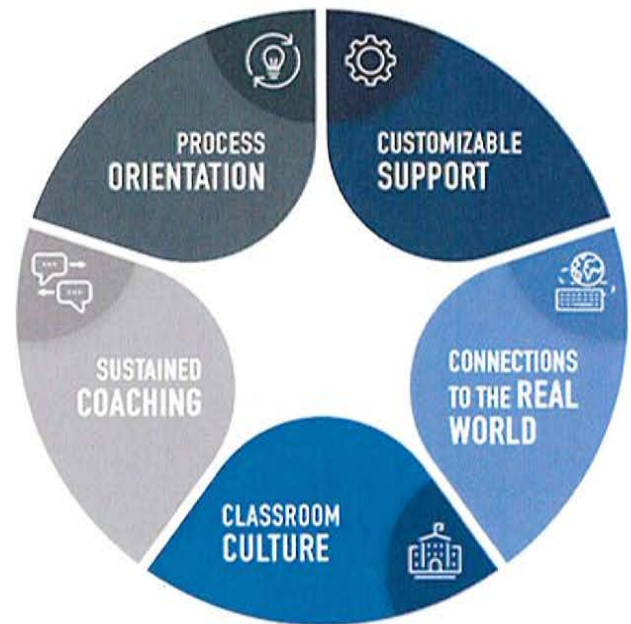 PROCESS
ORIENTATION
CUSTOMIZABLE
SUPPORT
CONNECTIONS
TO THE REAL
WORLD
CLASSROOM
CULTURE
SUSTAINED
COACHING